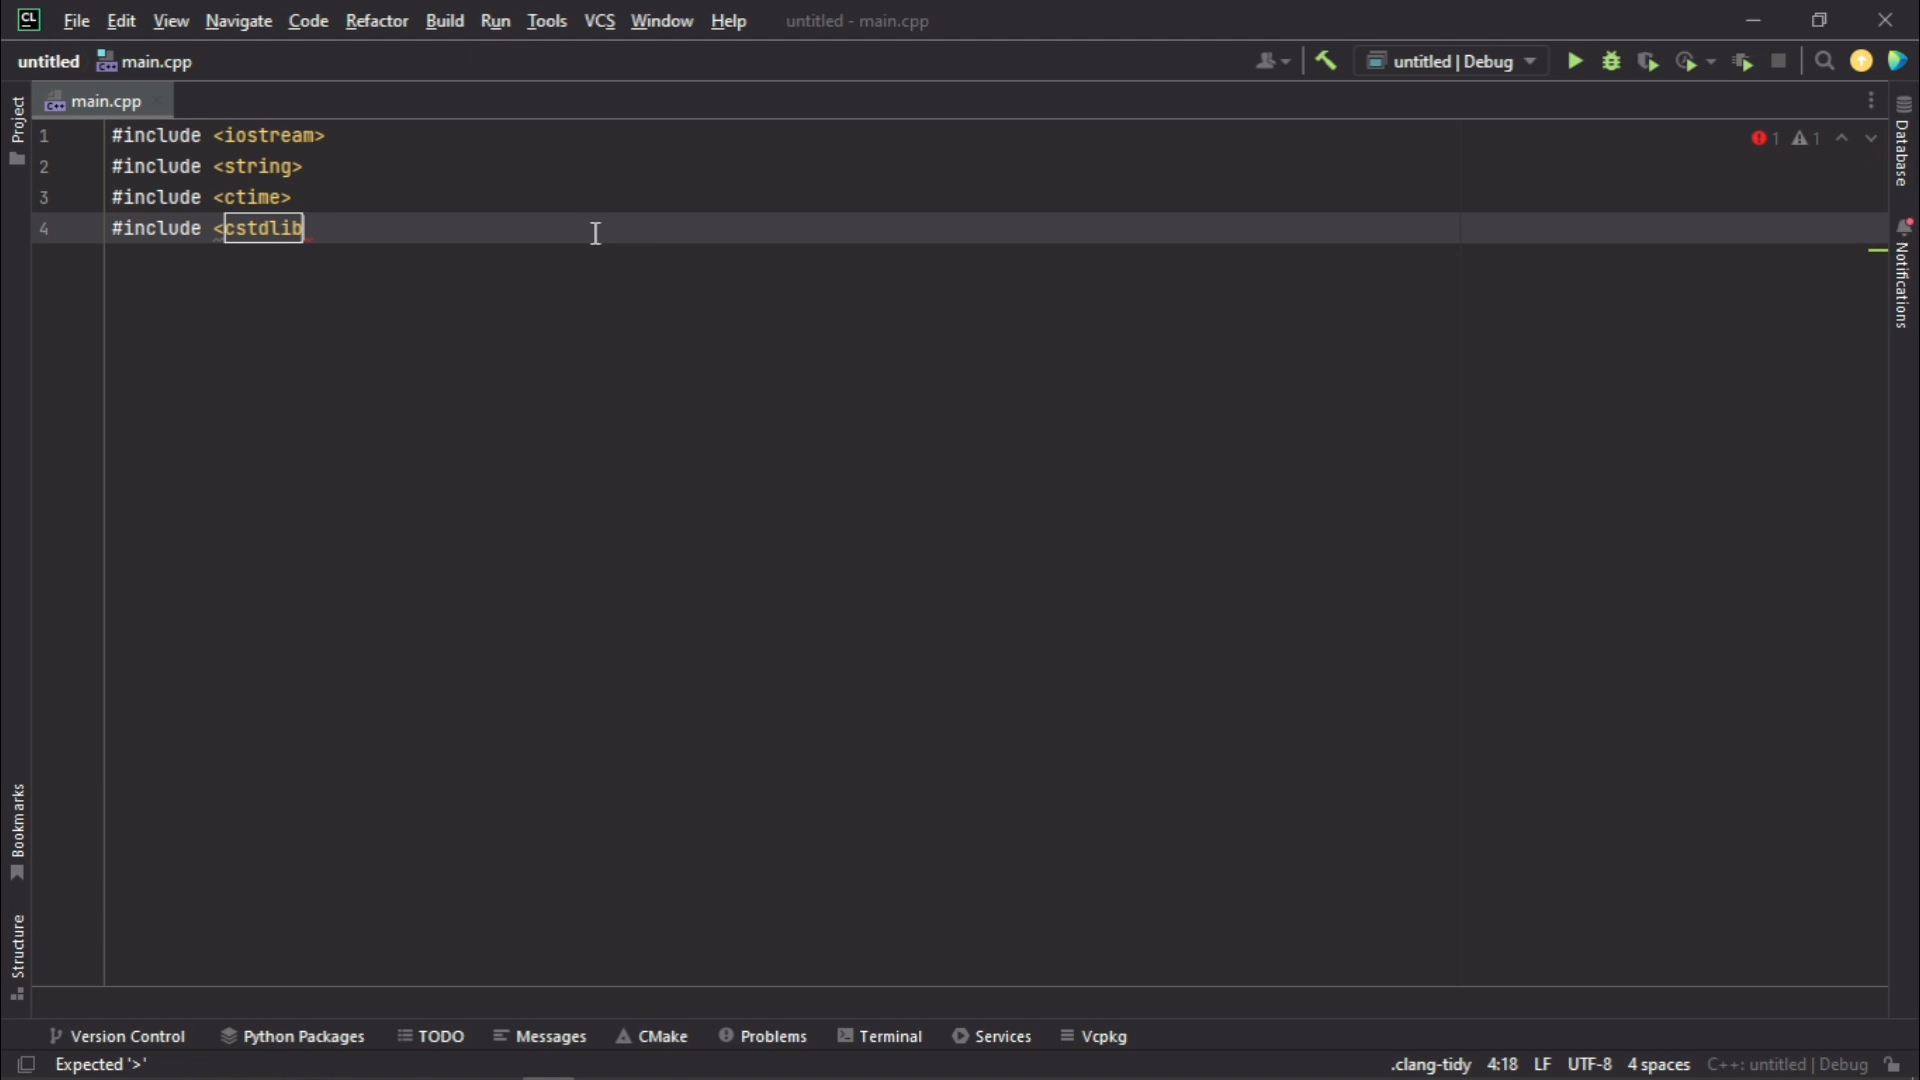 CL File Edit View Navigate Code Refactor Build Run Tools VCS Window Help untitled - main.cpp
untitled C++ main.cpp untitled | Debug
Project
C++ main.cpp
1 #include <iostream>
2 #include <string>
3 #include <ctime>
4 #include <cstdlib
1 1
Database
Notifications
Bookmarks
Structure
Version Control Python Packages TODO Messages CMake Problems Terminal Services Vcpkg
Expected '>' .clang-tidy 4:18 LF UTF-8 4 spaces C++: untitled | Debug